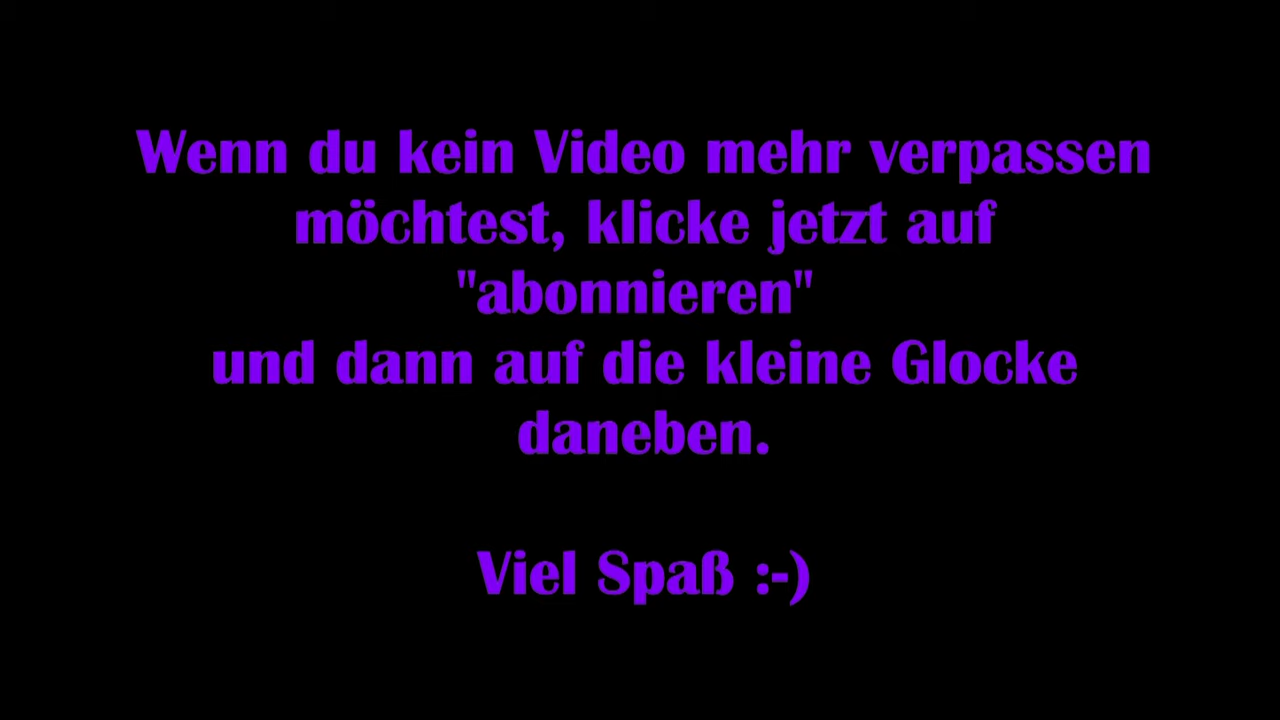 Wenn du kein Video mehr verpassen
möchtest, klicke jetzt auf
"abonnieren"
und dann auf die kleine Glocke
daneben.
Viel Spaß :-)